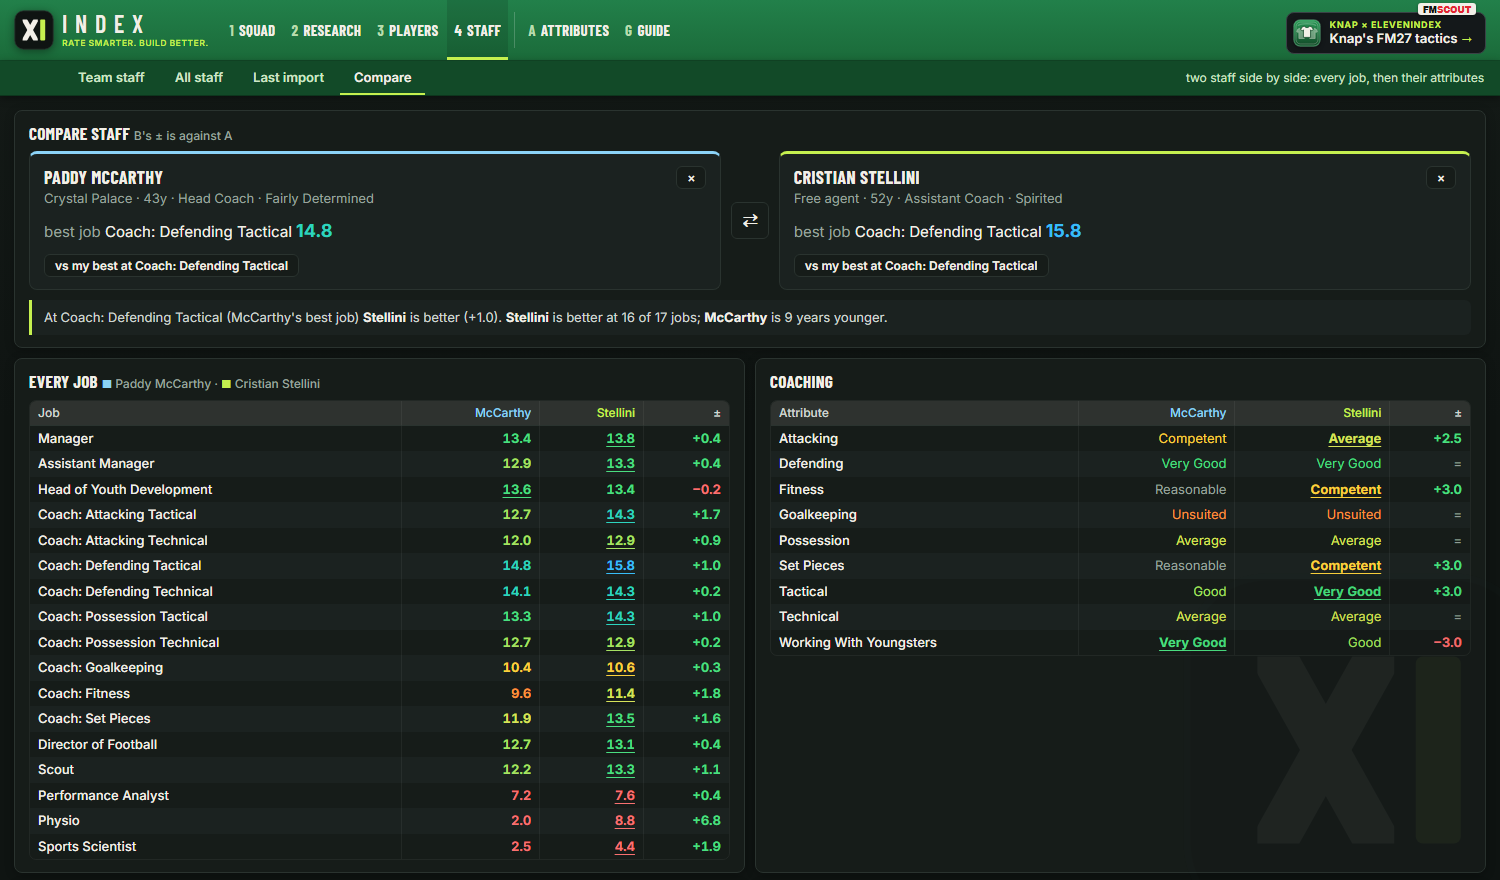 XI INDEX
RATE SMARTER. BUILD BETTER.
1 SQUAD 2 RESEARCH 3 PLAYERS 4 STAFF A ATTRIBUTES G GUIDE
FMSCOUT
KNAP × ELEVENINDEX
Knap's FM27 tactics →
Team staff All staff Last import Compare
two staff side by side: every job, then their attributes
COMPARE STAFF B's ± is against A
PADDY MCCARTHY ×
Crystal Palace · 43y · Head Coach · Fairly Determined
best job Coach: Defending Tactical 14.8
vs my best at Coach: Defending Tactical
⇄
CRISTIAN STELLINI ×
Free agent · 52y · Assistant Coach · Spirited
best job Coach: Defending Tactical 15.8
vs my best at Coach: Defending Tactical
At Coach: Defending Tactical (McCarthy's best job) Stellini is better (+1.0). Stellini is better at 16 of 17 jobs; McCarthy is 9 years younger.
EVERY JOB Paddy McCarthy · Cristian Stellini
Job McCarthy Stellini ±
Manager 13.4 13.8 +0.4
Assistant Manager 12.9 13.3 +0.4
Head of Youth Development 13.6 13.4 −0.2
Coach: Attacking Tactical 12.7 14.3 +1.7
Coach: Attacking Technical 12.0 12.9 +0.9
Coach: Defending Tactical 14.8 15.8 +1.0
Coach: Defending Technical 14.1 14.3 +0.2
Coach: Possession Tactical 13.3 14.3 +1.0
Coach: Possession Technical 12.7 12.9 +0.2
Coach: Goalkeeping 10.4 10.6 +0.3
Coach: Fitness 9.6 11.4 +1.8
Coach: Set Pieces 11.9 13.5 +1.6
Director of Football 12.7 13.1 +0.4
Scout 12.2 13.3 +1.1
Performance Analyst 7.2 7.6 +0.4
Physio 2.0 8.8 +6.8
Sports Scientist 2.5 4.4 +1.9
COACHING
Attribute McCarthy Stellini ±
Attacking Competent Average +2.5
Defending Very Good Very Good =
Fitness Reasonable Competent +3.0
Goalkeeping Unsuited Unsuited =
Possession Average Average =
Set Pieces Reasonable Competent +3.0
Tactical Good Very Good +3.0
Technical Average Average =
Working With Youngsters Very Good Good −3.0
XI